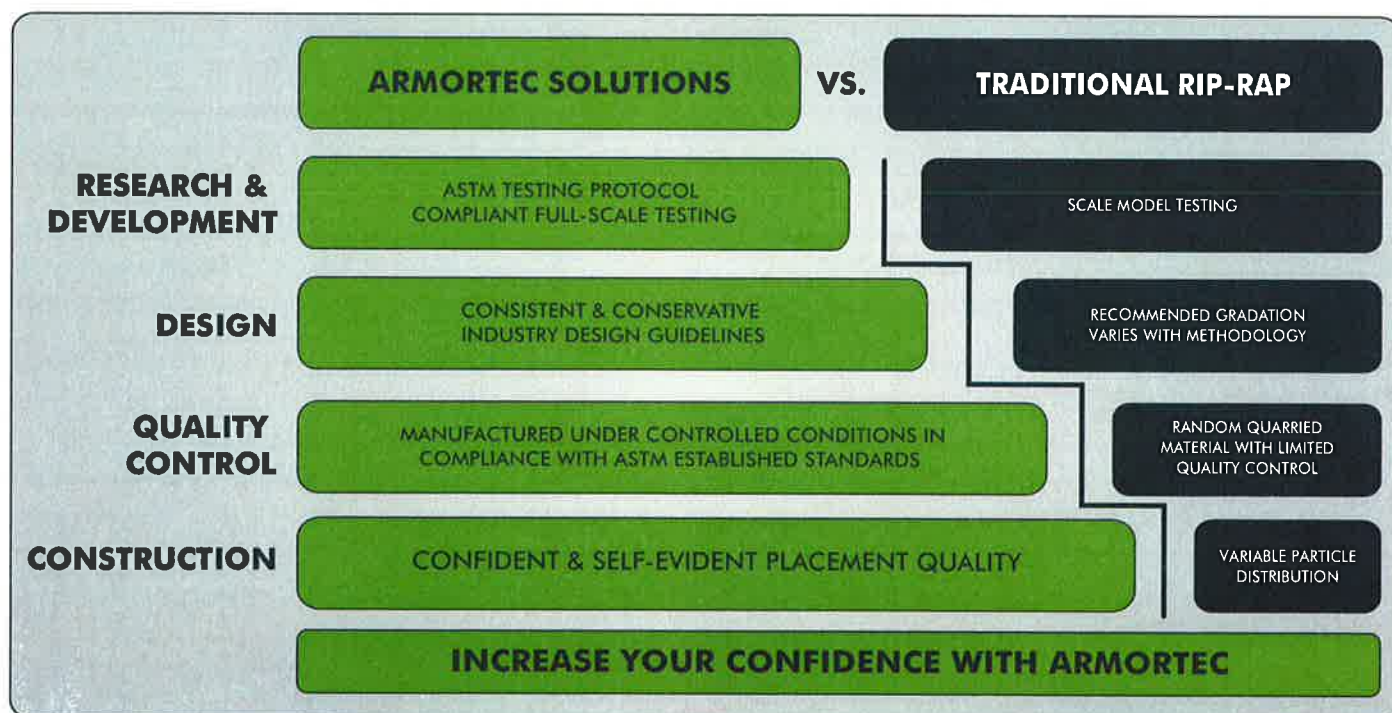 ARMORTEC SOLUTIONS VS. TRADITIONAL RIP-RAP
RESEARCH &
DEVELOPMENT
ASTM TESTING PROTOCOL
COMPLIANT FULL-SCALE TESTING
SCALE MODEL TESTING
DESIGN
CONSISTENT & CONSERVATIVE
INDUSTRY DESIGN GUIDELINES
RECOMMENDED GRADATION
VARIES WITH METHODOLOGY
QUALITY
CONTROL
MANUFACTURED UNDER CONTROLLED CONDITIONS IN
COMPLIANCE WITH ASTM ESTABLISHED STANDARDS
RANDOM QUARRIED
MATERIAL WITH LIMITED
QUALITY CONTROL
CONSTRUCTION
CONFIDENT & SELF-EVIDENT PLACEMENT QUALITY
VARIABLE PARTICLE
DISTRIBUTION
INCREASE YOUR CONFIDENCE WITH ARMORTEC